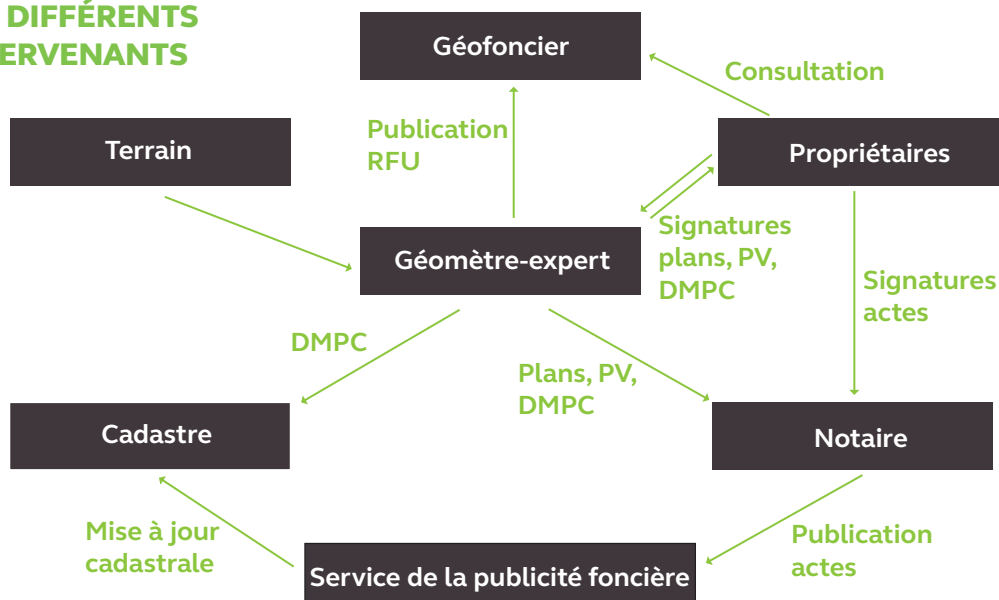 DIFFÉRENTS
ERVENANTS
Géofoncier
Consultation
Publication
RFU
Terrain
Propriétaires
Signatures
plans, PV,
DMPC
Géomètre-expert
Signatures
actes
DMPC
Plans, PV,
DMPC
Cadastre
Notaire
Mise à jour
cadastrale
Publication
actes
Service de la publicité foncière